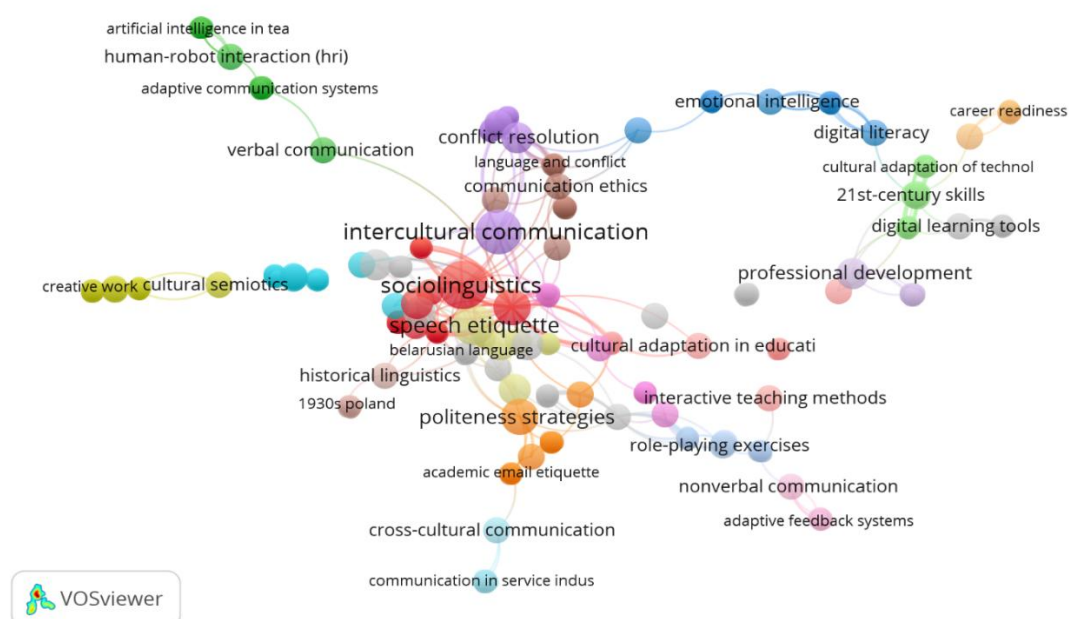 artificial intelligence in tea
human-robot interaction (hri)
adaptive communication systems
verbal communication
emotional intelligence
career readiness
conflict resolution
digital literacy
language and conflict
cultural adaptation of technol
communication ethics
21st-century skills
digital learning tools
intercultural communication
professional development
creative work
cultural semiotics
sociolinguistics
speech etiquette
belarusian language
cultural adaptation in educati
historical linguistics
1930s poland
interactive teaching methods
politeness strategies
role-playing exercises
academic email etiquette
nonverbal communication
adaptive feedback systems
cross-cultural communication
communication in service indus
VOSviewer